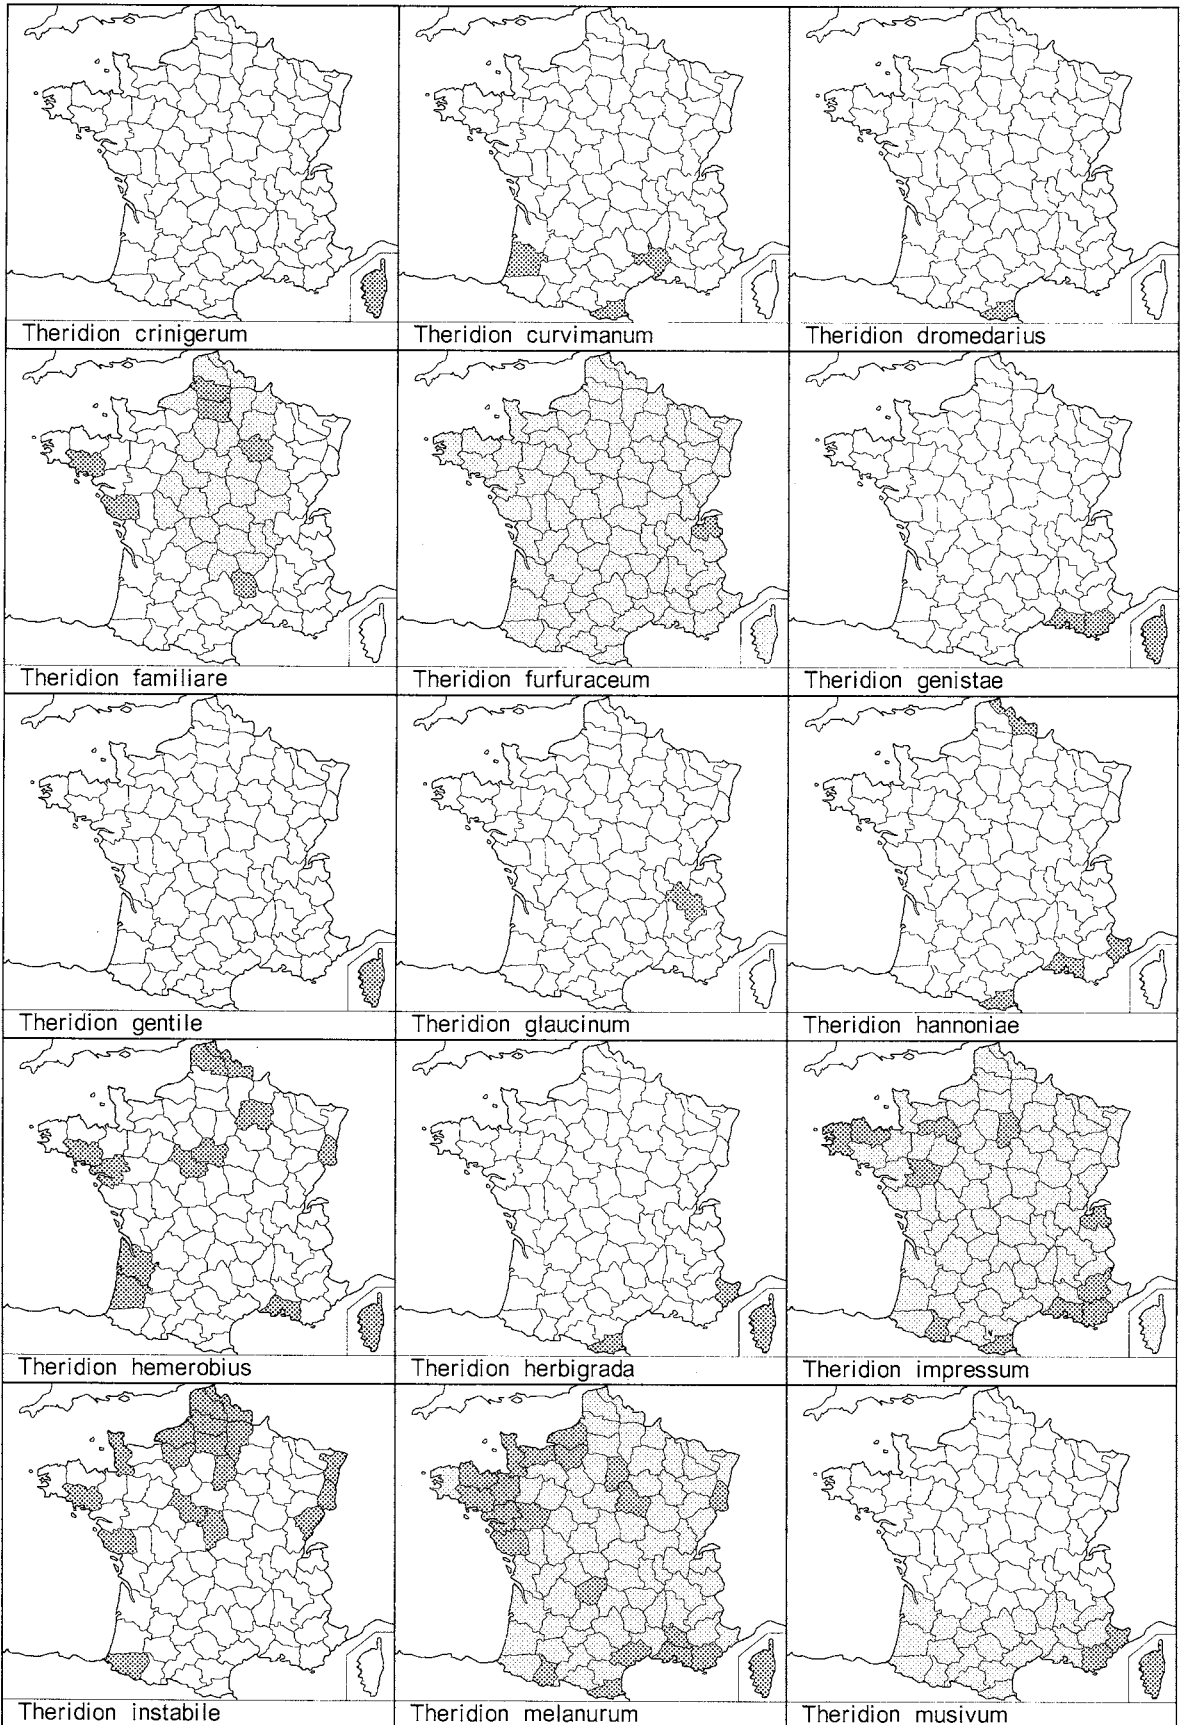 Theridion crinigerum
Theridion curvimanum
Theridion dromedarius
Theridion familiare
Theridion furfuraceum
Theridion genistae
Theridion gentile
Theridion glaucinum
Theridion hannoniae
Theridion hemerobius
Theridion herbigrada
Theridion impressum
Theridion instabile
Theridion melanurum
Theridion musivum